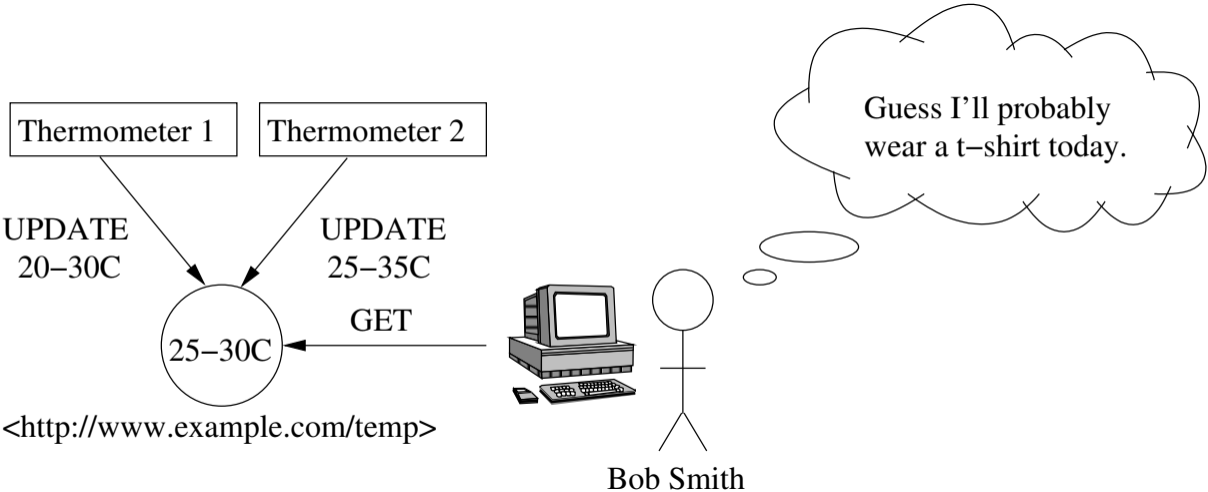 Guess I'll probably
wear a t−shirt today.
Thermometer 1
Thermometer 2
UPDATE
20−30C
UPDATE
25−35C
GET
25−30C
<http://www.example.com/temp>
Bob Smith